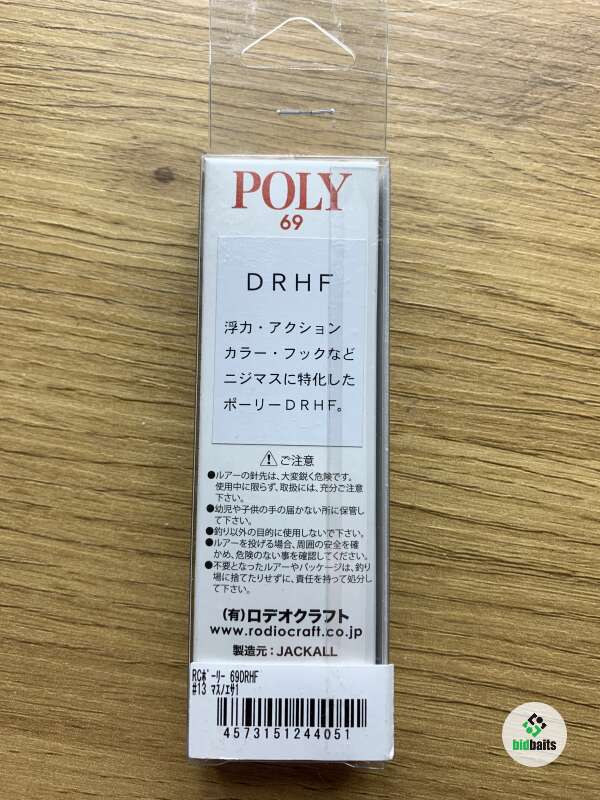 POLY
69
DRHF
浮力・アクション
カラー・フックなど
ニジマスに特化した
ポーリーDRHF。
ご注意
●ルアーの針先は、大変鋭く危険です。
使用中に限らず、取扱には、充分ご注意
下さい。
●幼児や子供の手の届かない所に保管し
て下さい。
●釣り以外の目的に使用しないで下さい。
●ルアーを投げる場合、周囲の安全を確
かめ、危険のない事を確認してください。
●不要となったルアーやパッケージは、釣り
場に捨てたりせずに、責任を持って処分し
て下さい。
(有)ロデオクラフト
www.rodiocraft.co.jp
製造元:JACKALL
RCポーリー 69DRHF
#13 マスノエサ1
4573151244051
bidbaits